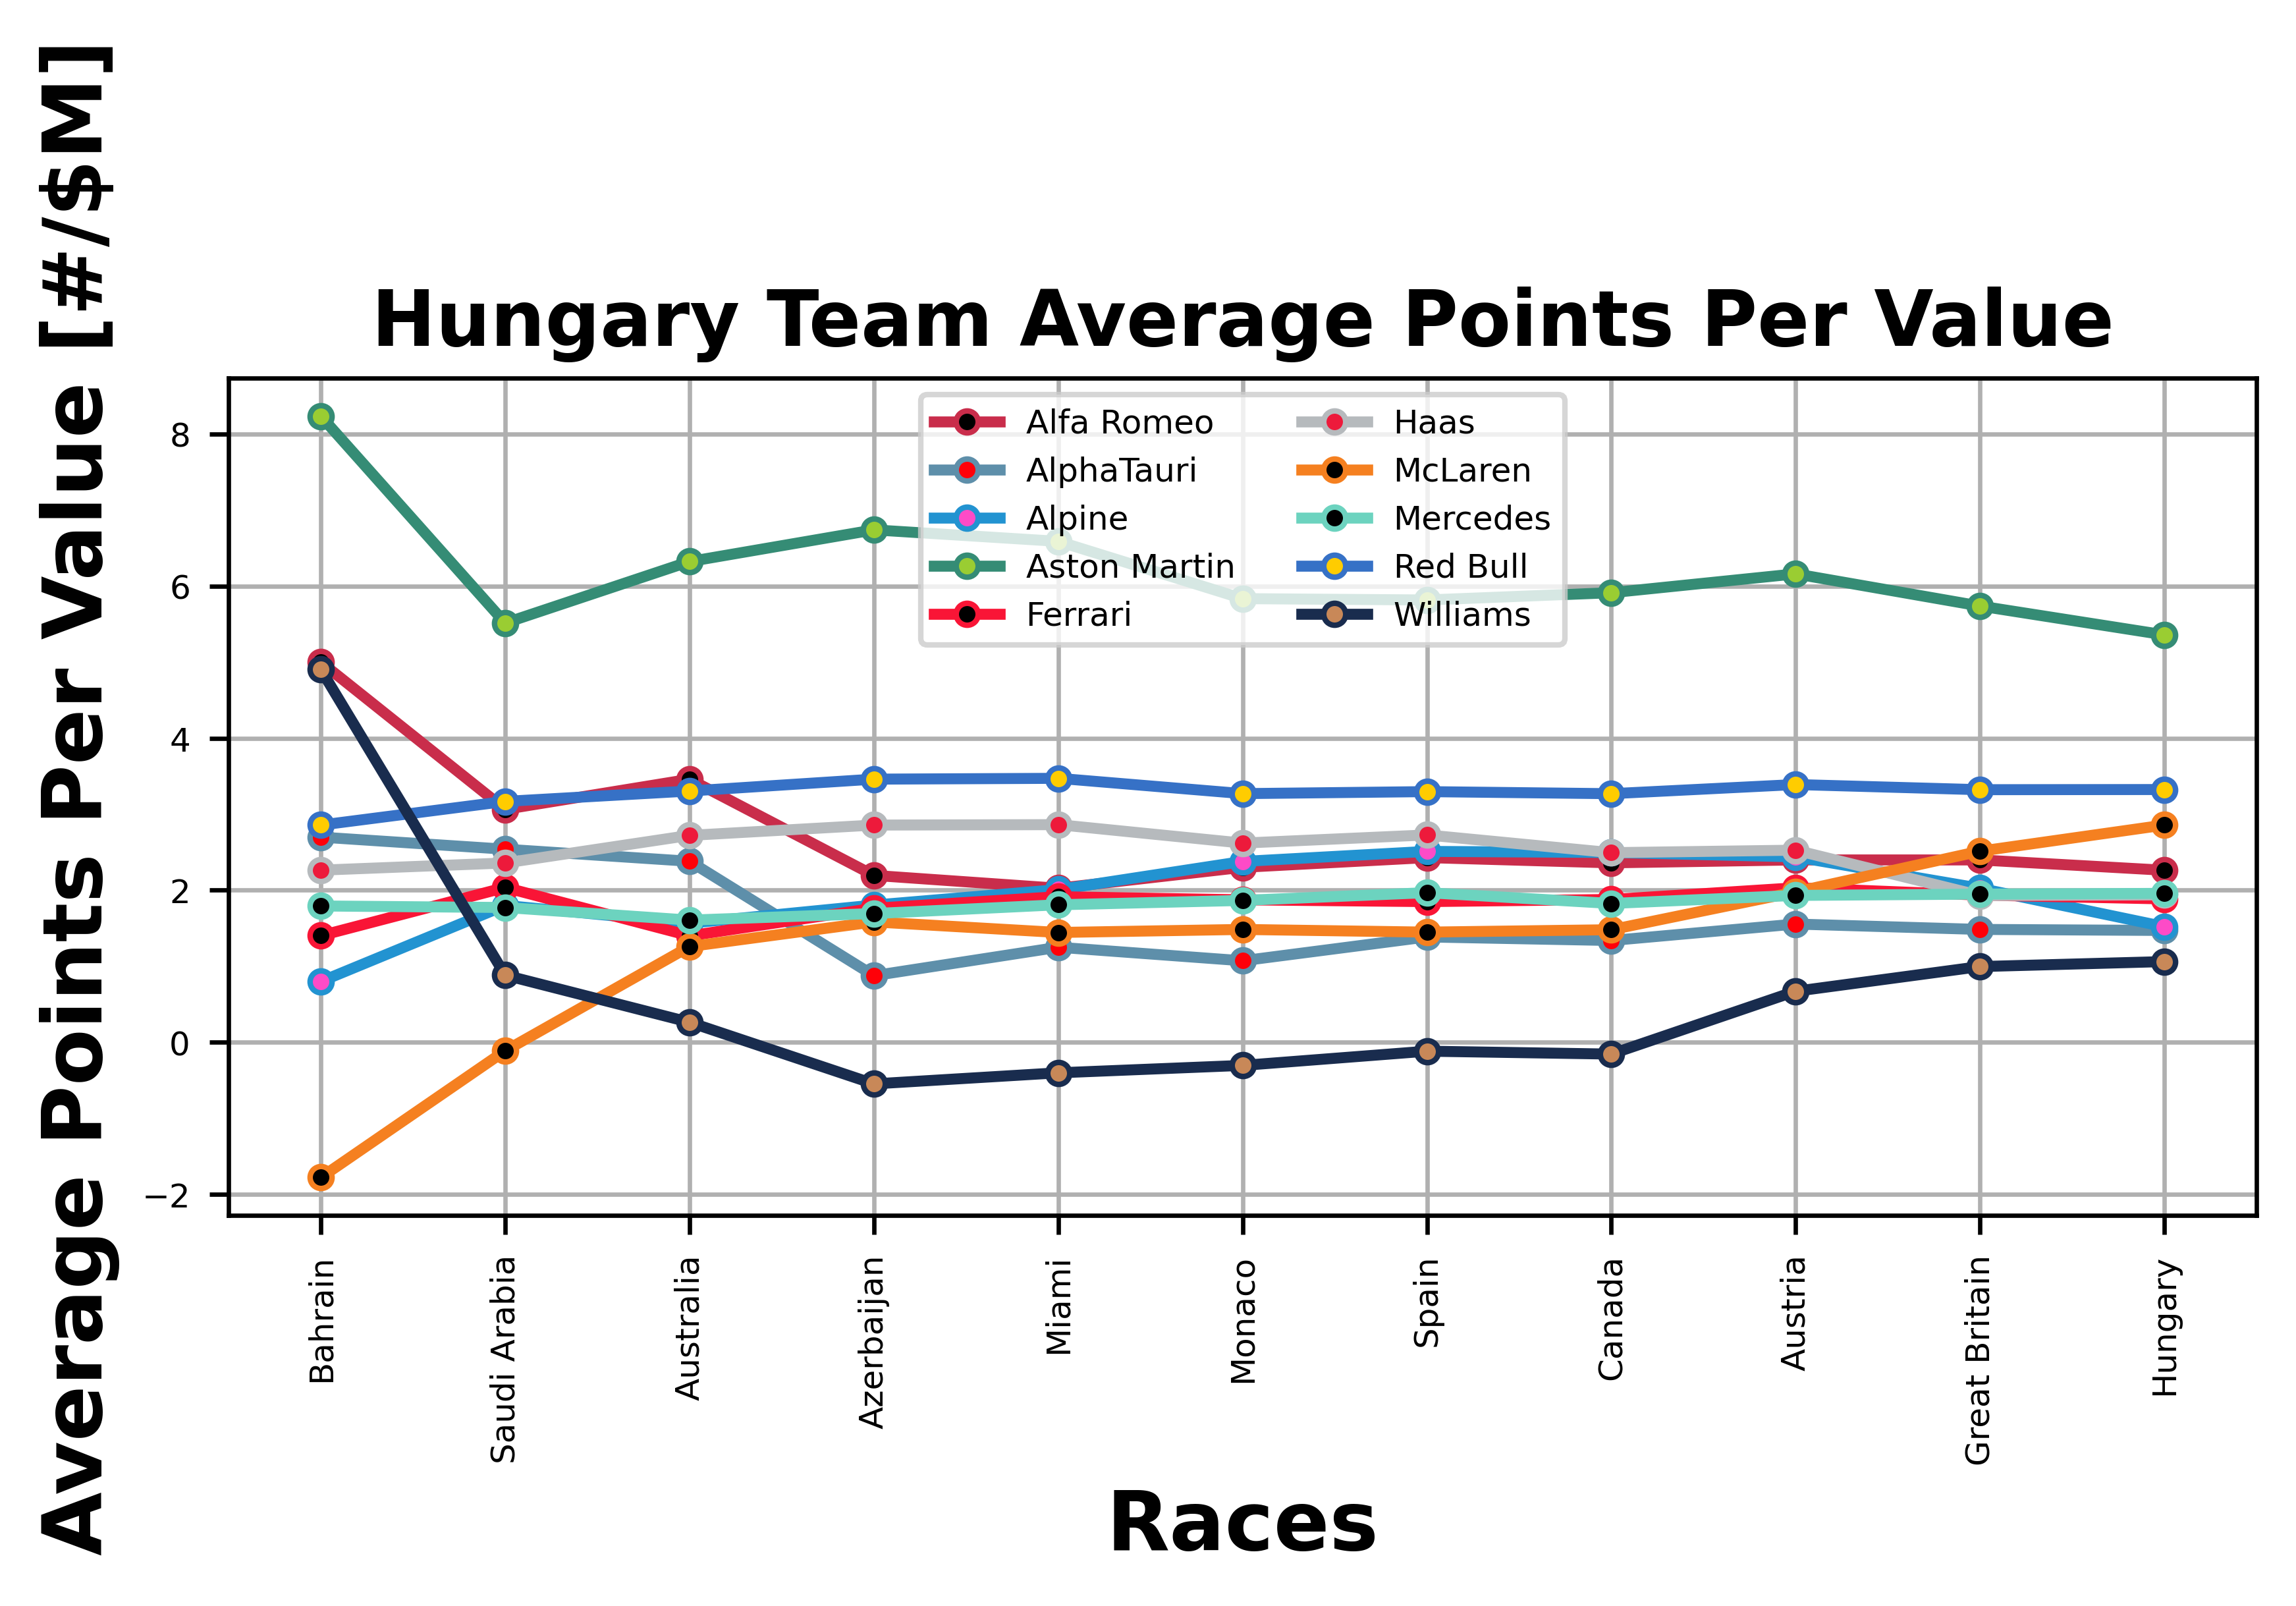 Hungary Team Average Points Per Value
Average Points Per Value [#/$M]
8
6
4
2
0
−2
Alfa Romeo
AlphaTauri
Alpine
Aston Martin
Ferrari
Haas
McLaren
Mercedes
Red Bull
Williams
Bahrain
Saudi Arabia
Australia
Azerbaijan
Miami
Monaco
Spain
Canada
Austria
Great Britain
Hungary
Races